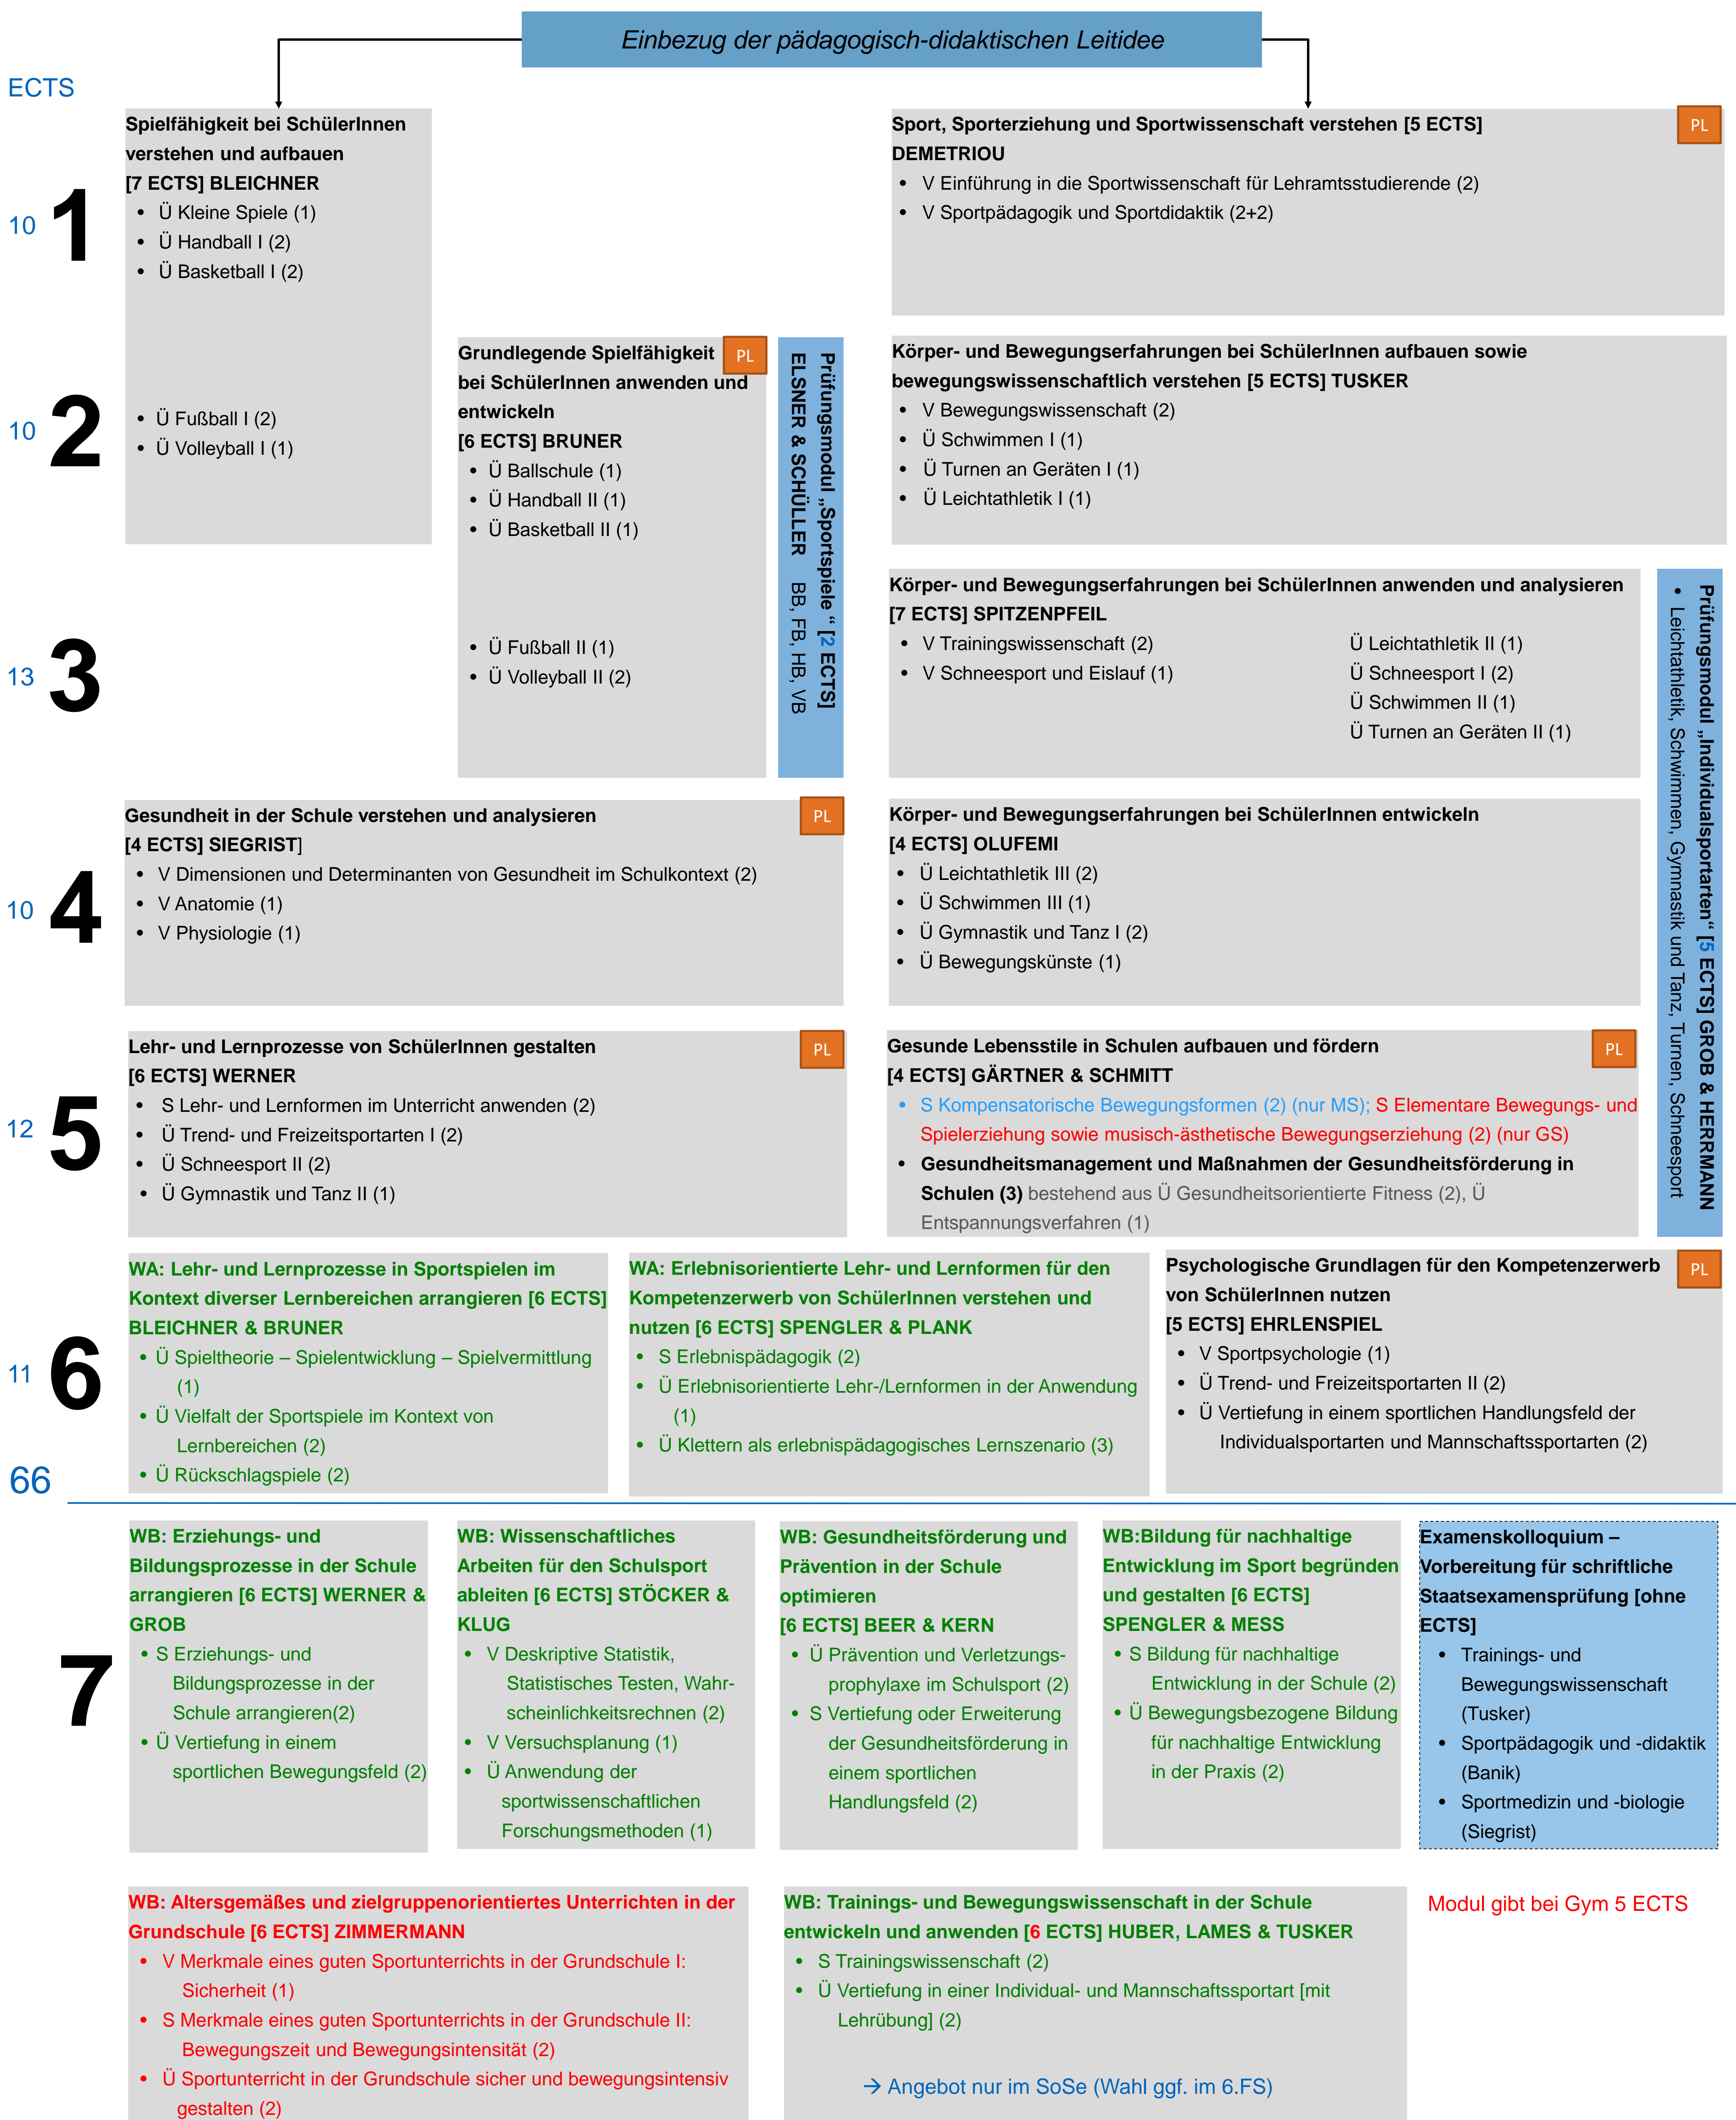 Einbezug der pädagogisch-didaktischen Leitidee
ECTS
10
1
Spielfähigkeit bei SchülerInnen
verstehen und aufbauen
[7 ECTS] BLEICHNER
• Ü Kleine Spiele (1)
• Ü Handball I (2)
• Ü Basketball I (2)
• Ü Fußball I (2)
• Ü Volleyball I (1)
Sport, Sporterziehung und Sportwissenschaft verstehen [5 ECTS]
DEMETRIOU
PL
• V Einführung in die Sportwissenschaft für Lehramtsstudierende (2)
• V Sportpädagogik und Sportdidaktik (2+2)
10
2
Grundlegende Spielfähigkeit
bei SchülerInnen anwenden und
entwickeln
[6 ECTS] BRUNER
PL
• Ü Ballschule (1)
• Ü Handball II (1)
• Ü Basketball II (1)
• Ü Fußball II (1)
• Ü Volleyball II (2)
Prüfungsmodul „Sportspiele “ [2 ECTS]
ELSNER & SCHÜLLER BB, FB, HB, VB
Körper- und Bewegungserfahrungen bei SchülerInnen aufbauen sowie
bewegungswissenschaftlich verstehen [5 ECTS] TUSKER
• V Bewegungswissenschaft (2)
• Ü Schwimmen I (1)
• Ü Turnen an Geräten I (1)
• Ü Leichtathletik I (1)
13
3
Körper- und Bewegungserfahrungen bei SchülerInnen anwenden und analysieren
[7 ECTS] SPITZENPFEIL
• V Trainingswissenschaft (2)
• V Schneesport und Eislauf (1)
Ü Leichtathletik II (1)
Ü Schneesport I (2)
Ü Schwimmen II (1)
Ü Turnen an Geräten II (1)
Prüfungsmodul „Individualsportarten“ [5 ECTS] GROB & HERRMANN
• Leichtathletik, Schwimmen, Gymnastik und Tanz, Turnen, Schneesport
10
4
Gesundheit in der Schule verstehen und analysieren
[4 ECTS] SIEGRIST]
PL
• V Dimensionen und Determinanten von Gesundheit im Schulkontext (2)
• V Anatomie (1)
• V Physiologie (1)
Körper- und Bewegungserfahrungen bei SchülerInnen entwickeln
[4 ECTS] OLUFEMI
• Ü Leichtathletik III (2)
• Ü Schwimmen III (1)
• Ü Gymnastik und Tanz I (2)
• Ü Bewegungskünste (1)
12
5
Lehr- und Lernprozesse von SchülerInnen gestalten
[6 ECTS] WERNER
PL
• S Lehr- und Lernformen im Unterricht anwenden (2)
• Ü Trend- und Freizeitsportarten I (2)
• Ü Schneesport II (2)
• Ü Gymnastik und Tanz II (1)
Gesunde Lebensstile in Schulen aufbauen und fördern
[4 ECTS] GÄRTNER & SCHMITT
PL
• S Kompensatorische Bewegungsformen (2) (nur MS); S Elementare Bewegungs- und
Spielerziehung sowie musisch-ästhetische Bewegungserziehung (2) (nur GS)
• Gesundheitsmanagement und Maßnahmen der Gesundheitsförderung in
Schulen (3) bestehend aus Ü Gesundheitsorientierte Fitness (2), Ü
Entspannungsverfahren (1)
11
6
66
WA: Lehr- und Lernprozesse in Sportspielen im
Kontext diverser Lernbereichen arrangieren [6 ECTS]
BLEICHNER & BRUNER
• Ü Spieltheorie – Spielentwicklung – Spielvermittlung
(1)
• Ü Vielfalt der Sportspiele im Kontext von
Lernbereichen (2)
• Ü Rückschlagspiele (2)
WA: Erlebnisorientierte Lehr- und Lernformen für den
Kompetenzerwerb von SchülerInnen verstehen und
nutzen [6 ECTS] SPENGLER & PLANK
• S Erlebnispädagogik (2)
• Ü Erlebnisorientierte Lehr-/Lernformen in der Anwendung
(1)
• Ü Klettern als erlebnispädagogisches Lernszenario (3)
Psychologische Grundlagen für den Kompetenzerwerb
von SchülerInnen nutzen
[5 ECTS] EHRLENSPIEL
PL
• V Sportpsychologie (1)
• Ü Trend- und Freizeitsportarten II (2)
• Ü Vertiefung in einem sportlichen Handlungsfeld der
Individualsportarten und Mannschaftssportarten (2)
7
WB: Erziehungs- und
Bildungsprozesse in der Schule
arrangieren [6 ECTS] WERNER &
GROB
• S Erziehungs- und
Bildungsprozesse in der
Schule arrangieren(2)
• Ü Vertiefung in einem
sportlichen Bewegungsfeld (2)
WB: Wissenschaftliches
Arbeiten für den Schulsport
ableiten [6 ECTS] STÖCKER &
KLUG
• V Deskriptive Statistik,
Statistisches Testen, Wahr-
scheinlichkeitsrechnen (2)
• V Versuchsplanung (1)
• Ü Anwendung der
sportwissenschaftlichen
Forschungsmethoden (1)
WB: Gesundheitsförderung und
Prävention in der Schule
optimieren
[6 ECTS] BEER & KERN
• Ü Prävention und Verletzungs-
prophylaxe im Schulsport (2)
• S Vertiefung oder Erweiterung
der Gesundheitsförderung in
einem sportlichen
Handlungsfeld (2)
WB:Bildung für nachhaltige
Entwicklung im Sport begründen
und gestalten [6 ECTS]
SPENGLER & MESS
• S Bildung für nachhaltige
Entwicklung in der Schule (2)
• Ü Bewegungsbezogene Bildung
für nachhaltige Entwicklung
in der Praxis (2)
Examenskolloquium –
Vorbereitung für schriftliche
Staatsexamensprüfung [ohne
ECTS]
• Trainings- und
Bewegungswissenschaft
(Tusker)
• Sportpädagogik und -didaktik
(Banik)
• Sportmedizin und -biologie
(Siegrist)
WB: Altersgemäßes und zielgruppenorientiertes Unterrichten in der
Grundschule [6 ECTS] ZIMMERMANN
• V Merkmale eines guten Sportunterrichts in der Grundschule I:
Sicherheit (1)
• S Merkmale eines guten Sportunterrichts in der Grundschule II:
Bewegungszeit und Bewegungsintensität (2)
• Ü Sportunterricht in der Grundschule sicher und bewegungsintensiv
gestalten (2)
WB: Trainings- und Bewegungswissenschaft in der Schule
entwickeln und anwenden [6 ECTS] HUBER, LAMES & TUSKER
• S Trainingswissenschaft (2)
• Ü Vertiefung in einer Individual- und Mannschaftssportart [mit
Lehrübung] (2)
→ Angebot nur im SoSe (Wahl ggf. im 6.FS)
Modul gibt bei Gym 5 ECTS